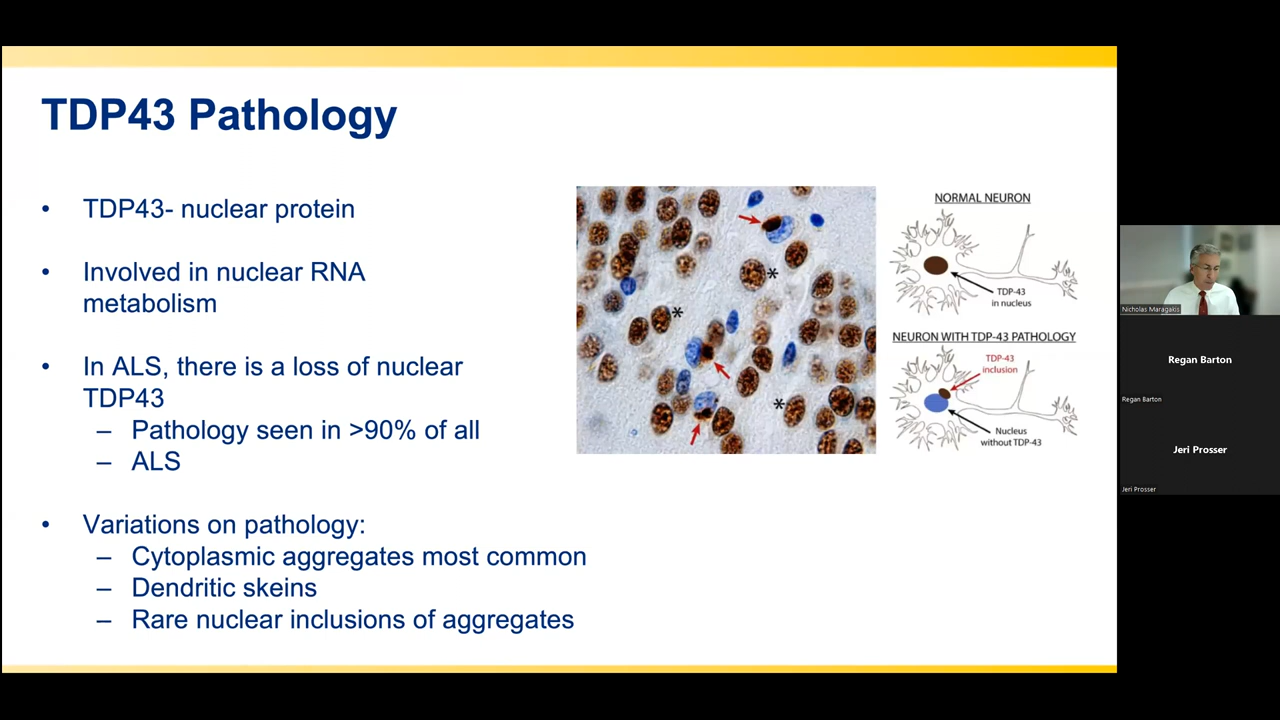 TDP43 Pathology
• TDP43- nuclear protein
• Involved in nuclear RNA
metabolism
• In ALS, there is a loss of nuclear
TDP43
– Pathology seen in >90% of all
– ALS
• Variations on pathology:
– Cytoplasmic aggregates most common
– Dendritic skeins
– Rare nuclear inclusions of aggregates
*
*
*
NORMAL NEURON
TDP-43
in nucleus
NEURON WITH TDP-43 PATHOLOGY
TDP-43
inclusion
Nucleus
without TDP-43
Nicholas Maragakis
Regan Barton
Regan Barton
Jeri Prosser
Jeri Prosser